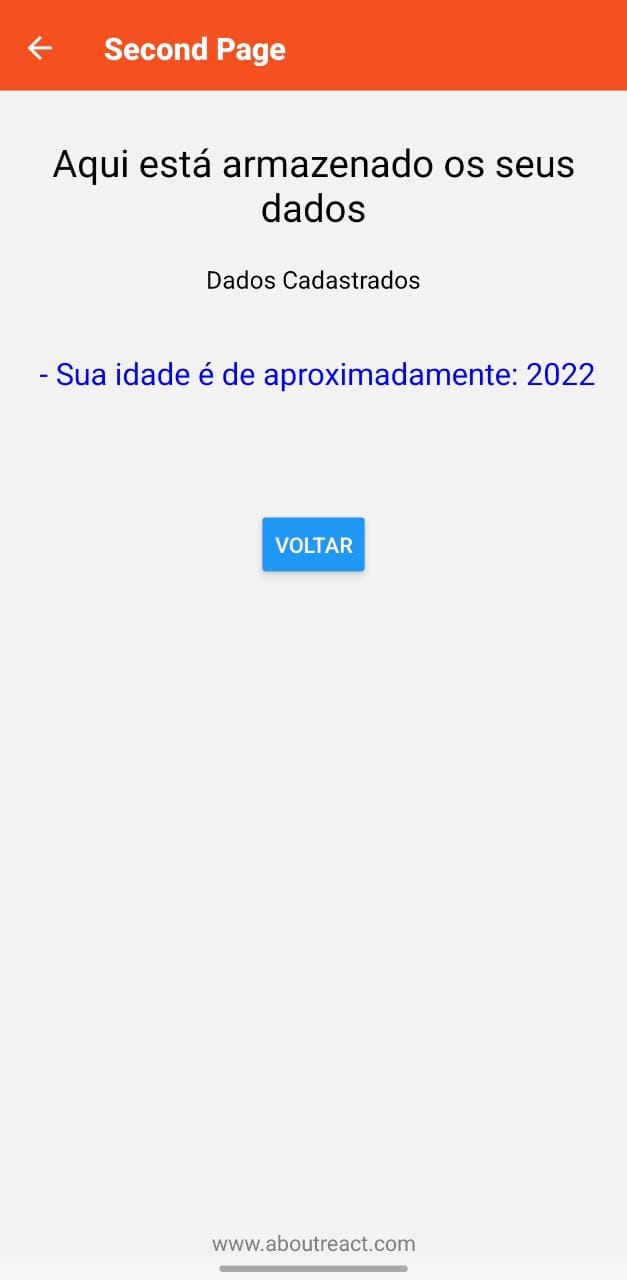 Second Page
Aqui está armazenado os seus
dados
Dados Cadastrados
- Sua idade é de aproximadamente: 2022
VOLTAR
www.aboutreact.com